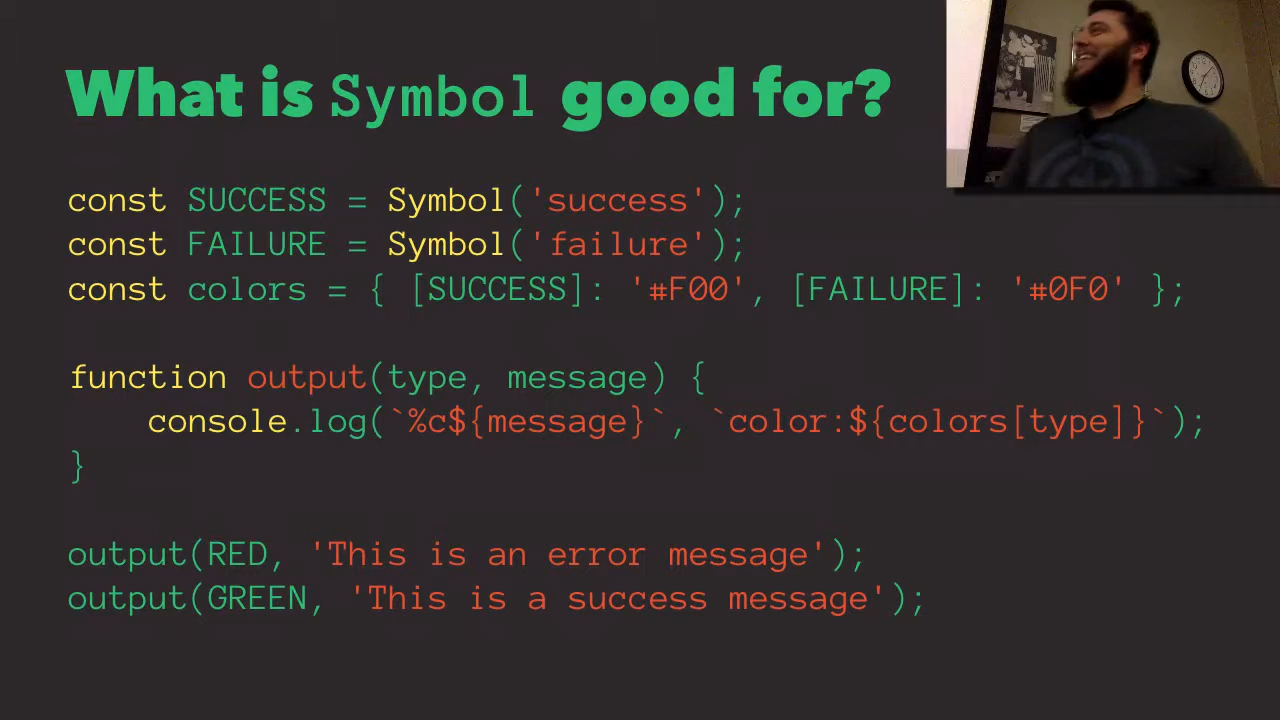 What is Symbol good for?
const SUCCESS = Symbol('success');
const FAILURE = Symbol('failure');
const colors = { [SUCCESS]: '#F00', [FAILURE]: '#0F0' };
function output(type, message) {
    console.log(`%c${message}`, `color:${colors[type]}`);
}
output(RED, 'This is an error message');
output(GREEN, 'This is a success message');